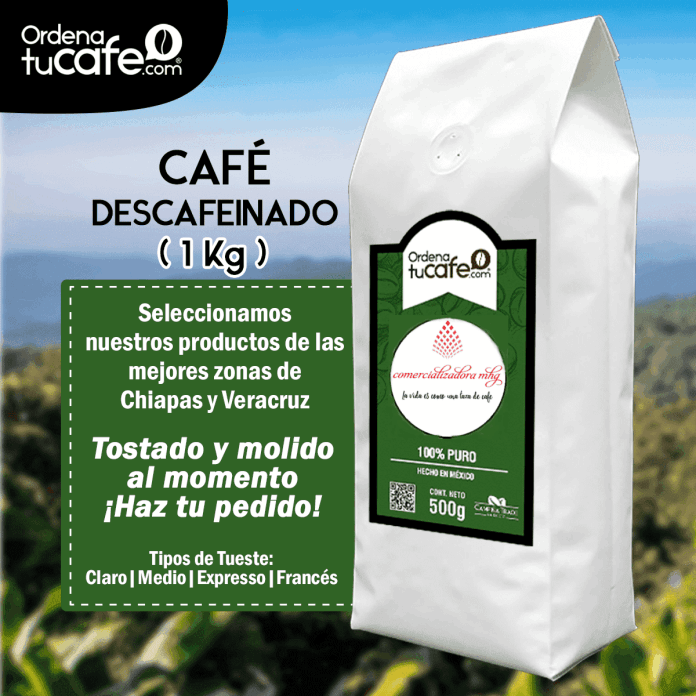 Ordena
tucafe.com®
CAFÉ
DESCAFEINADO
( 1 Kg )
Seleccionamos
nuestros productos de las
mejores zonas de
Chiapas y Veracruz
Tostado y molido
al momento
¡Haz tu pedido!
Tipos de Tueste:
Claro|Medio|Expresso|Francés
Ordena
tucafe.com®
comercializadora mhg
La vida es como una taza de café
100% PURO
HECHO EN MÉXICO
CONT. NETO
500g